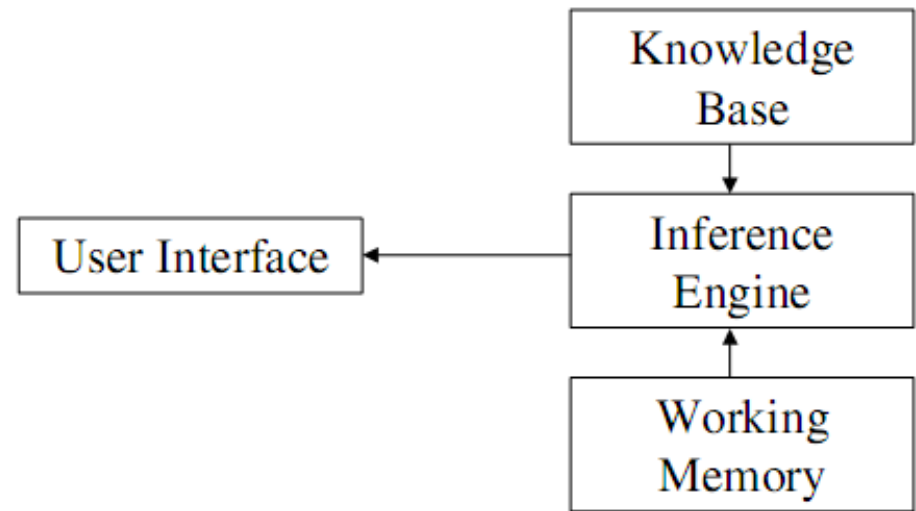 Knowledge
Base
User Interface
Inference
Engine
Working
Memory